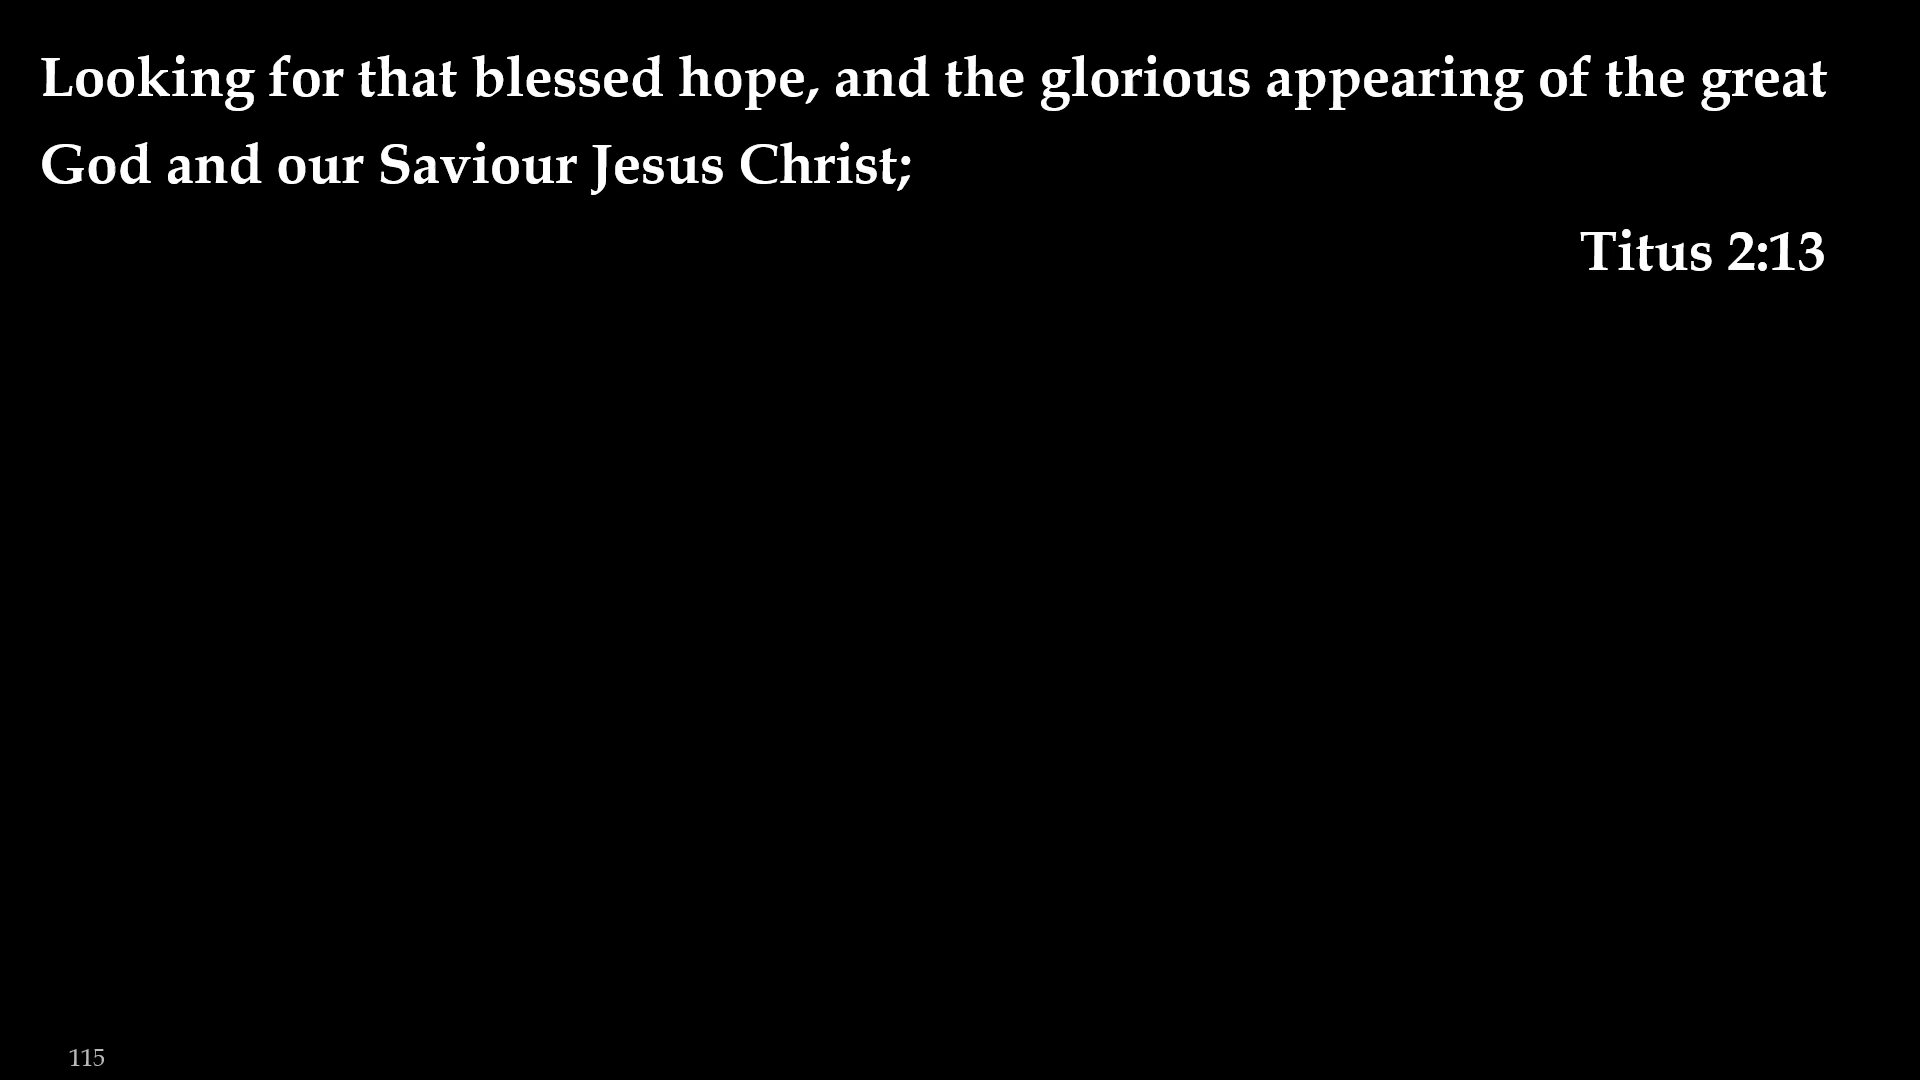 Looking for that blessed hope, and the glorious appearing of the great
God and our Saviour Jesus Christ;
Titus 2:13
115